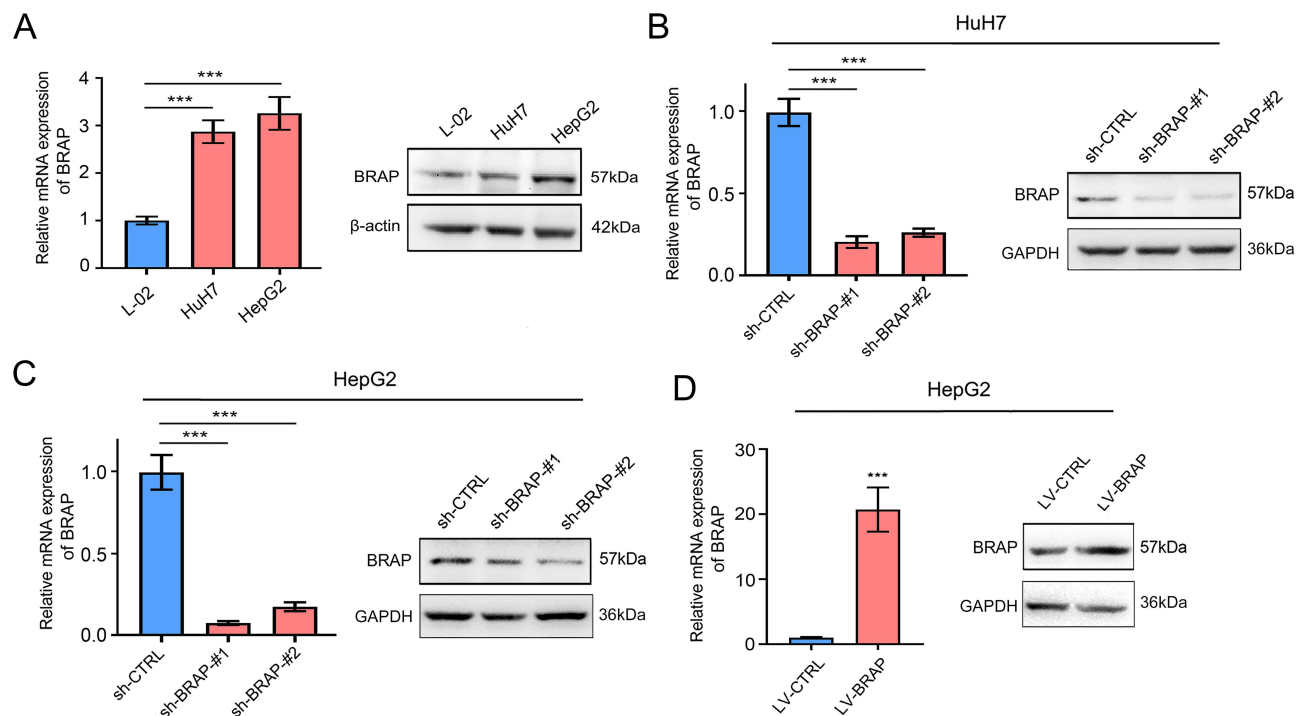 A
Relative mRNA expression
of BRAP
4
3
2
1
0
***
***
L-02
HuH7
HepG2
L-02
HuH7
HepG2
BRAP
57kDa
β-actin
42kDa
B
HuH7
Relative mRNA expression
of BRAP
1.0
0.5
0.0
***
***
sh-CTRL
sh-BRAP-#1
sh-BRAP-#2
sh-CTRL
sh-BRAP-#1
sh-BRAP-#2
BRAP
57kDa
GAPDH
36kDa
C
HepG2
Relative mRNA expression
of BRAP
1.0
0.5
0.0
***
***
sh-CTRL
sh-BRAP-#1
sh-BRAP-#2
sh-CTRL
sh-BRAP-#1
sh-BRAP-#2
BRAP
57kDa
GAPDH
36kDa
D
HepG2
Relative mRNA expression
of BRAP
30
20
10
0
***
LV-CTRL
LV-BRAP
LV-CTRL
LV-BRAP
BRAP
57kDa
GAPDH
36kDa